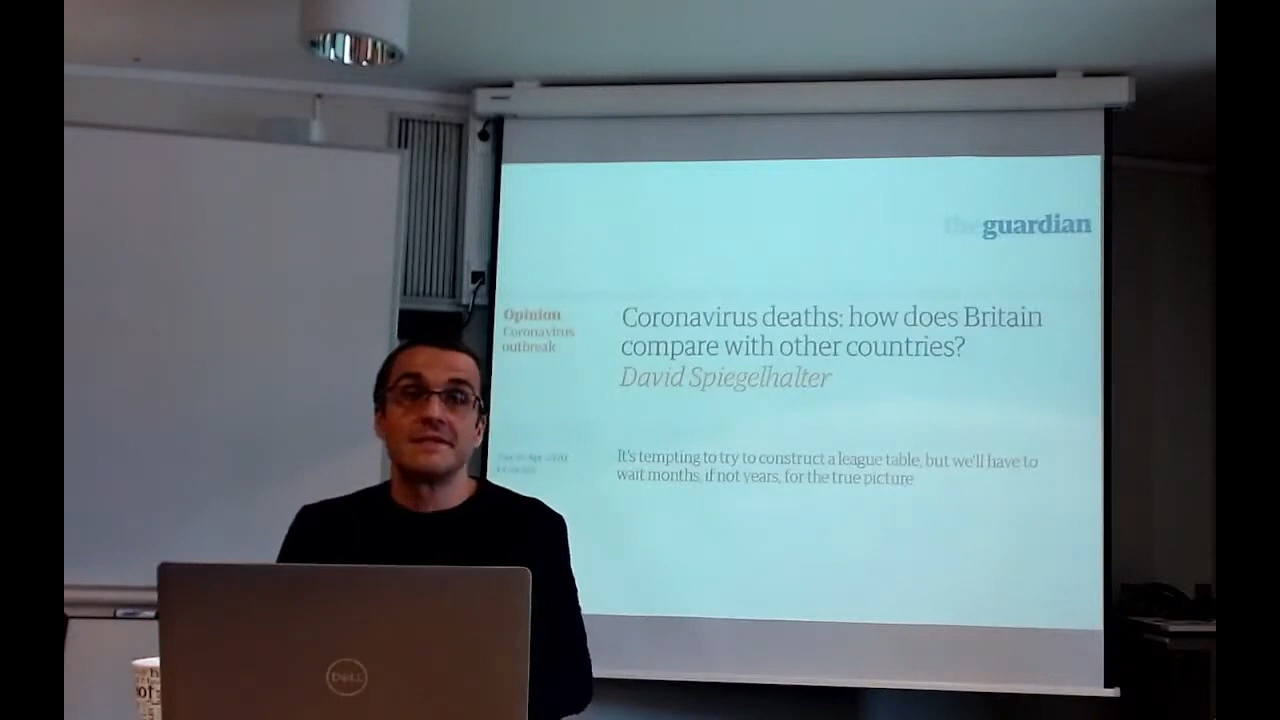 theguardian
Opinion
Coronavirus
outbreak
Coronavirus deaths: how does Britain
compare with other countries?
David Spiegelhalter
It's tempting to try to construct a league table, but we'll have to
wait months, if not years, for the true picture
DELL